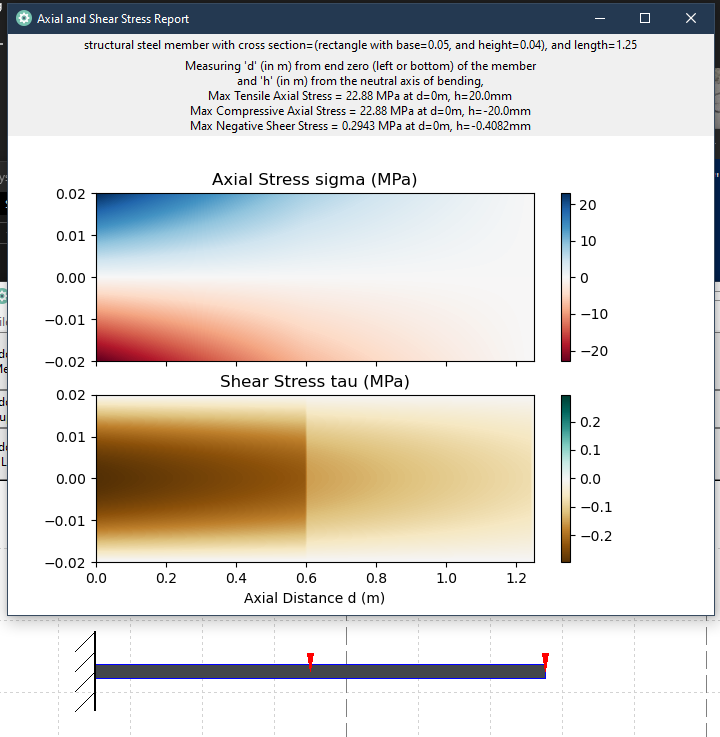 Axial and Shear Stress Report
structural steel member with cross section=(rectangle with base=0.05, and height=0.04), and length=1.25
Measuring 'd' (in m) from end zero (left or bottom) of the member
and 'h' (in m) from the neutral axis of bending,
Max Tensile Axial Stress = 22.88 MPa at d=0m, h=20.0mm
Max Compressive Axial Stress = 22.88 MPa at d=0m, h=-20.0mm
Max Negative Sheer Stress = 0.2943 MPa at d=0m, h=-0.4082mm
Axial Stress sigma (MPa)
0.02
0.01
0.00
−0.01
−0.02
20
10
0
−10
−20
Shear Stress tau (MPa)
0.02
0.01
0.00
−0.01
−0.02
0.2
0.1
0.0
−0.1
−0.2
0.0 0.2 0.4 0.6 0.8 1.0 1.2
Axial Distance d (m)